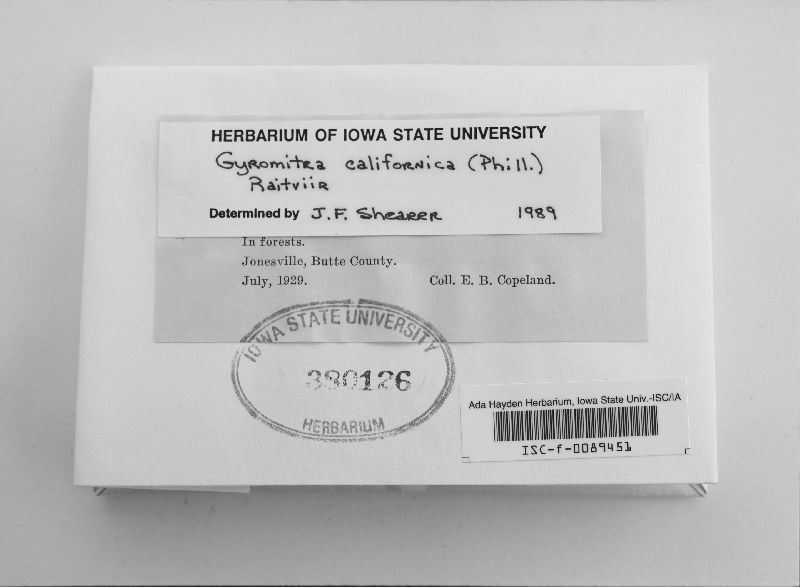 HERBARIUM OF IOWA STATE UNIVERSITY
Gyromitra californica (Phill.)
Raitviir
Determined by J.F. Shearer 1989
In forests.
Jonesville, Butte County.
July, 1929. Coll. E. B. Copeland.
IOWA STATE UNIVERSITY
380126
HERBARIUM
Ada Hayden Herbarium, Iowa State Univ.-ISC/IA
ISC-f-0089451